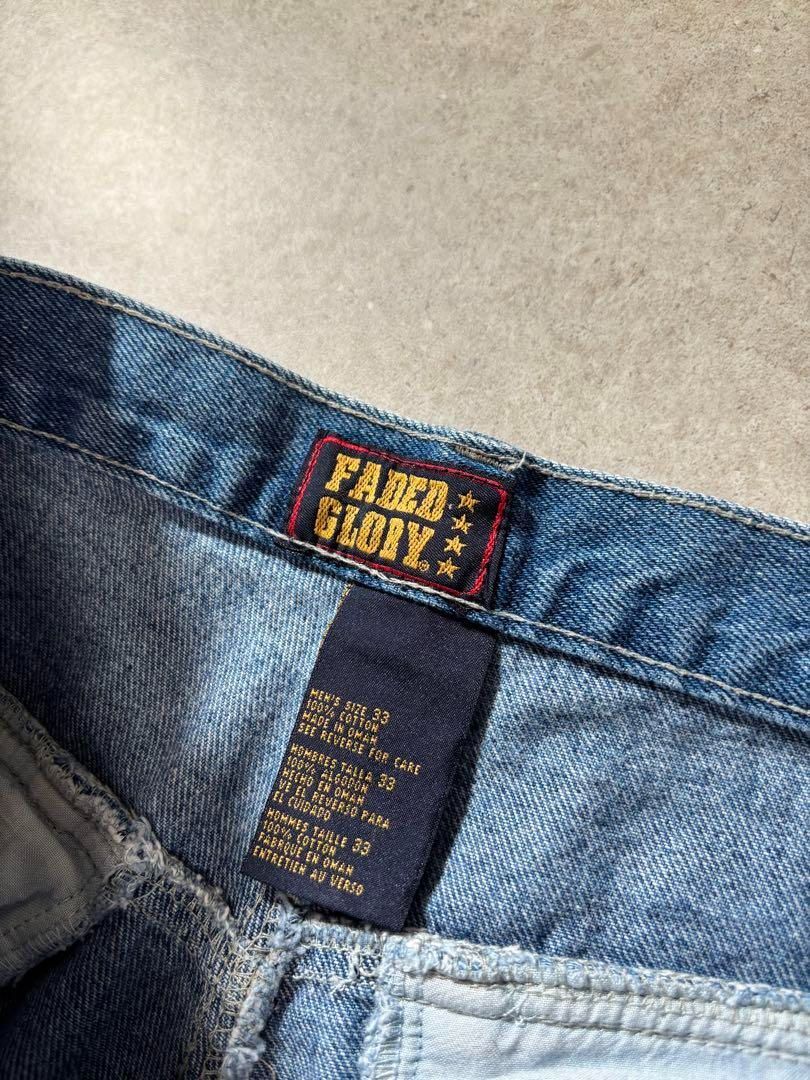 FADED
GLORY®
MEN'S SIZE 33
100% COTTON
MADE IN OMAN
SEE REVERSE FOR CARE
HOMBRES TALLA 33
100% ALGODON
HECHO EN OMAN
VE EL REVERSO PARA
EL CUIDADO
HOMMES TAILLE 33
100% COTTON
FABRIQUE EN OMAN
ENTRETIEN AU VERSO